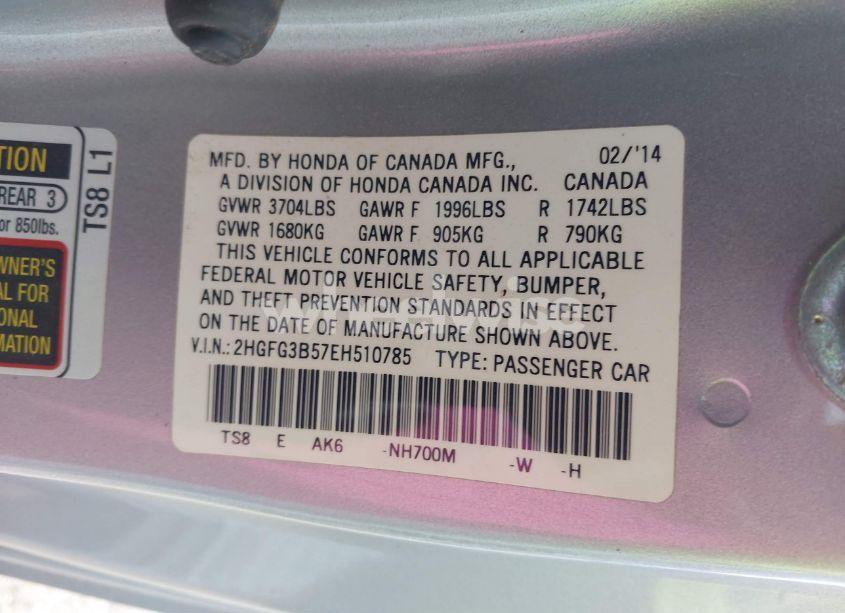 TION
REAR 3
or 850lbs.
TS8 L1
WNER'S
AL FOR
ONAL
MATION
MFD. BY HONDA OF CANADA MFG., 02/'14
A DIVISION OF HONDA CANADA INC. CANADA
GVWR 3704LBS GAWR F 1996LBS R 1742LBS
GVWR 1680KG GAWR F 905KG R 790KG
THIS VEHICLE CONFORMS TO ALL APPLICABLE
FEDERAL MOTOR VEHICLE SAFETY, BUMPER,
AND THEFT PREVENTION STANDARDS IN EFFECT
ON THE DATE OF MANUFACTURE SHOWN ABOVE.
V.I.N.: 2HGFG3B57EH510785 TYPE: PASSENGER CAR
TS8 E AK6 -NH700M -W -H